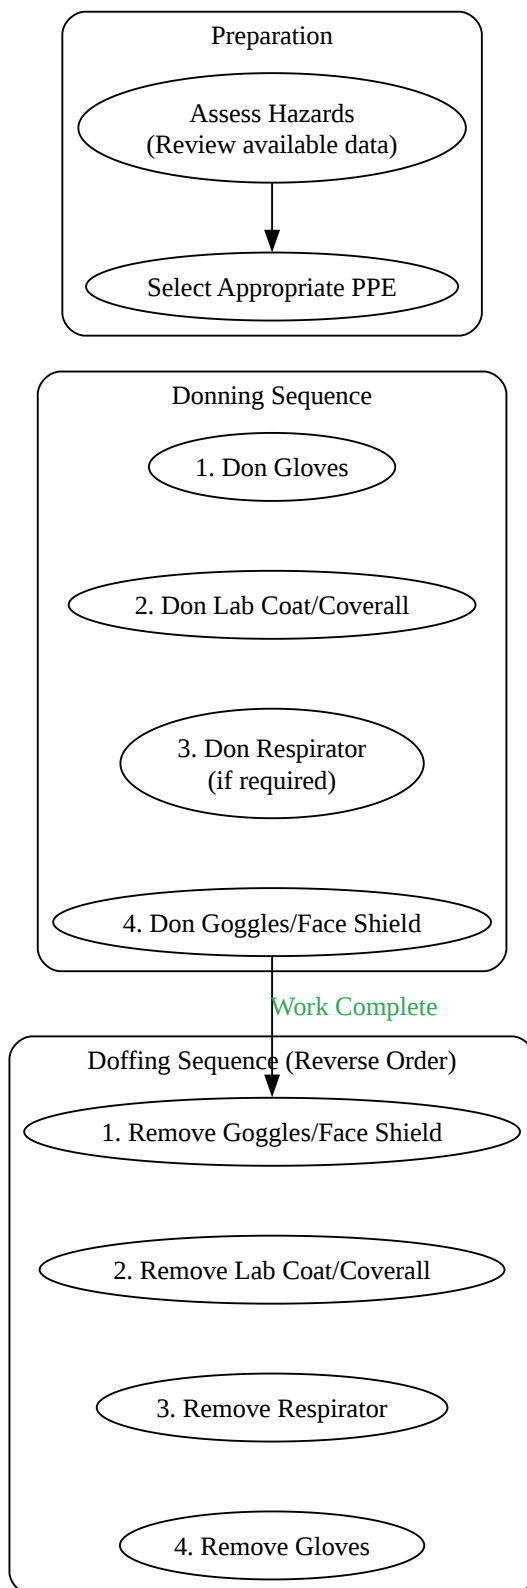 Preparation
Assess Hazards
(Review available data)
Select Appropriate PPE
Donning Sequence
1. Don Gloves
2. Don Lab Coat/Coverall
3. Don Respirator
(if required)
4. Don Goggles/Face Shield
Work Complete
Doffing Sequence (Reverse Order)
1. Remove Goggles/Face Shield
2. Remove Lab Coat/Coverall
3. Remove Respirator
4. Remove Gloves